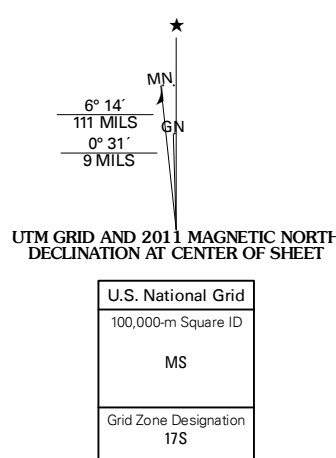 ★
MN
6° 14´
111 MILS
GN
0° 31´
9 MILS
UTM GRID AND 2011 MAGNETIC NORTH
DECLINATION AT CENTER OF SHEET
U.S. National Grid
100,000-m Square ID
MS
Grid Zone Designation
17S